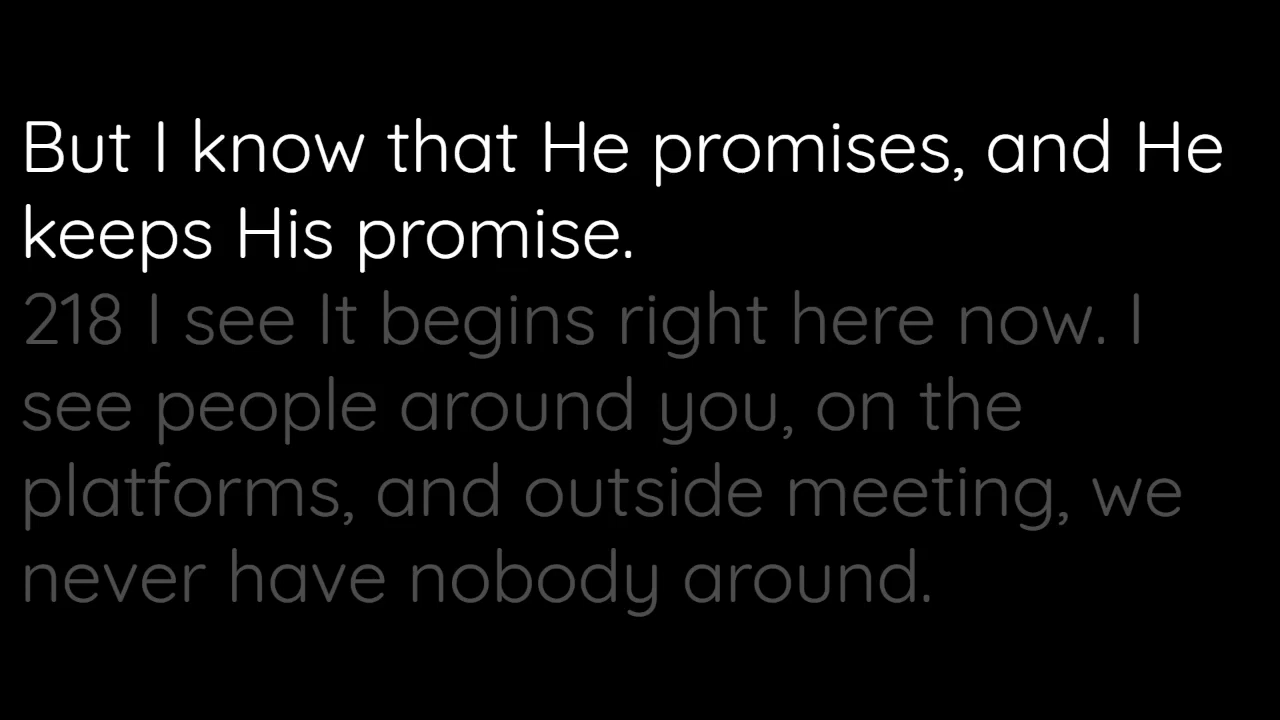 But I know that He promises, and He
keeps His promise.
218 I see It begins right here now. I
see people around you, on the
platforms, and outside meeting, we
never have nobody around.